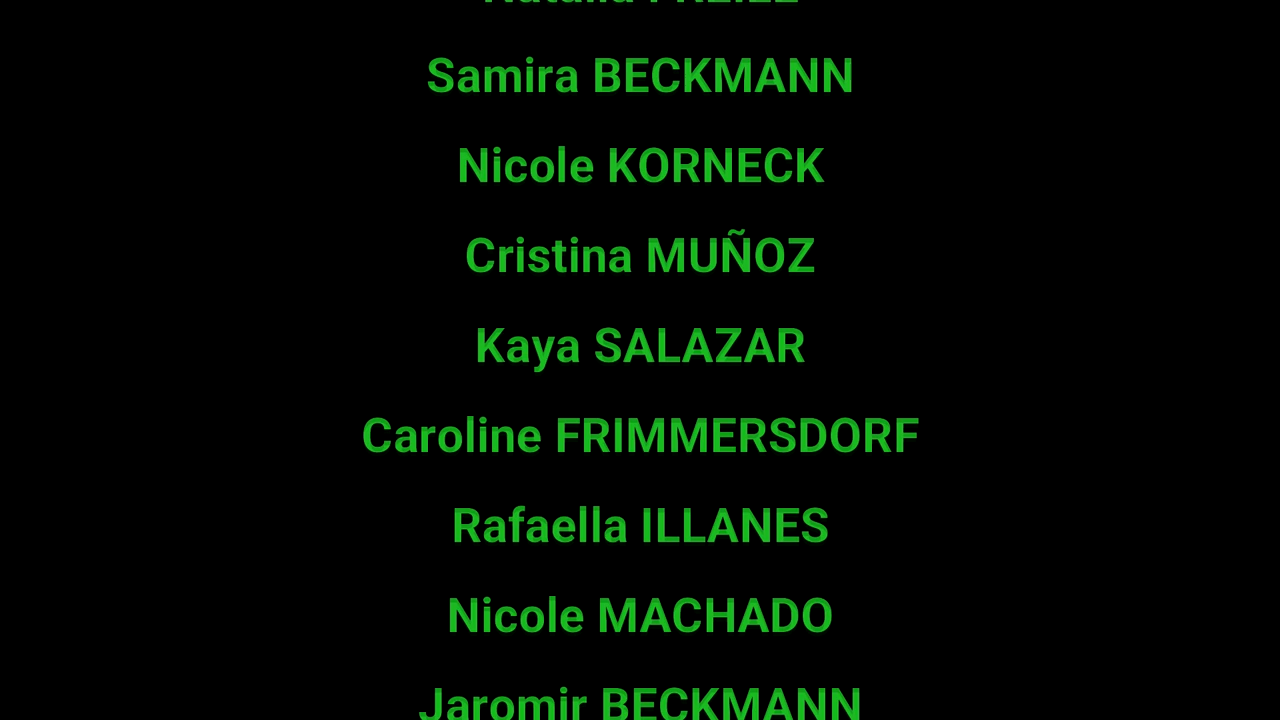 Samira BECKMANN
Nicole KORNECK
Cristina MUÑOZ
Kaya SALAZAR
Caroline FRIMMERSDORF
Rafaella ILLANES
Nicole MACHADO
Jaromir BECKMANN